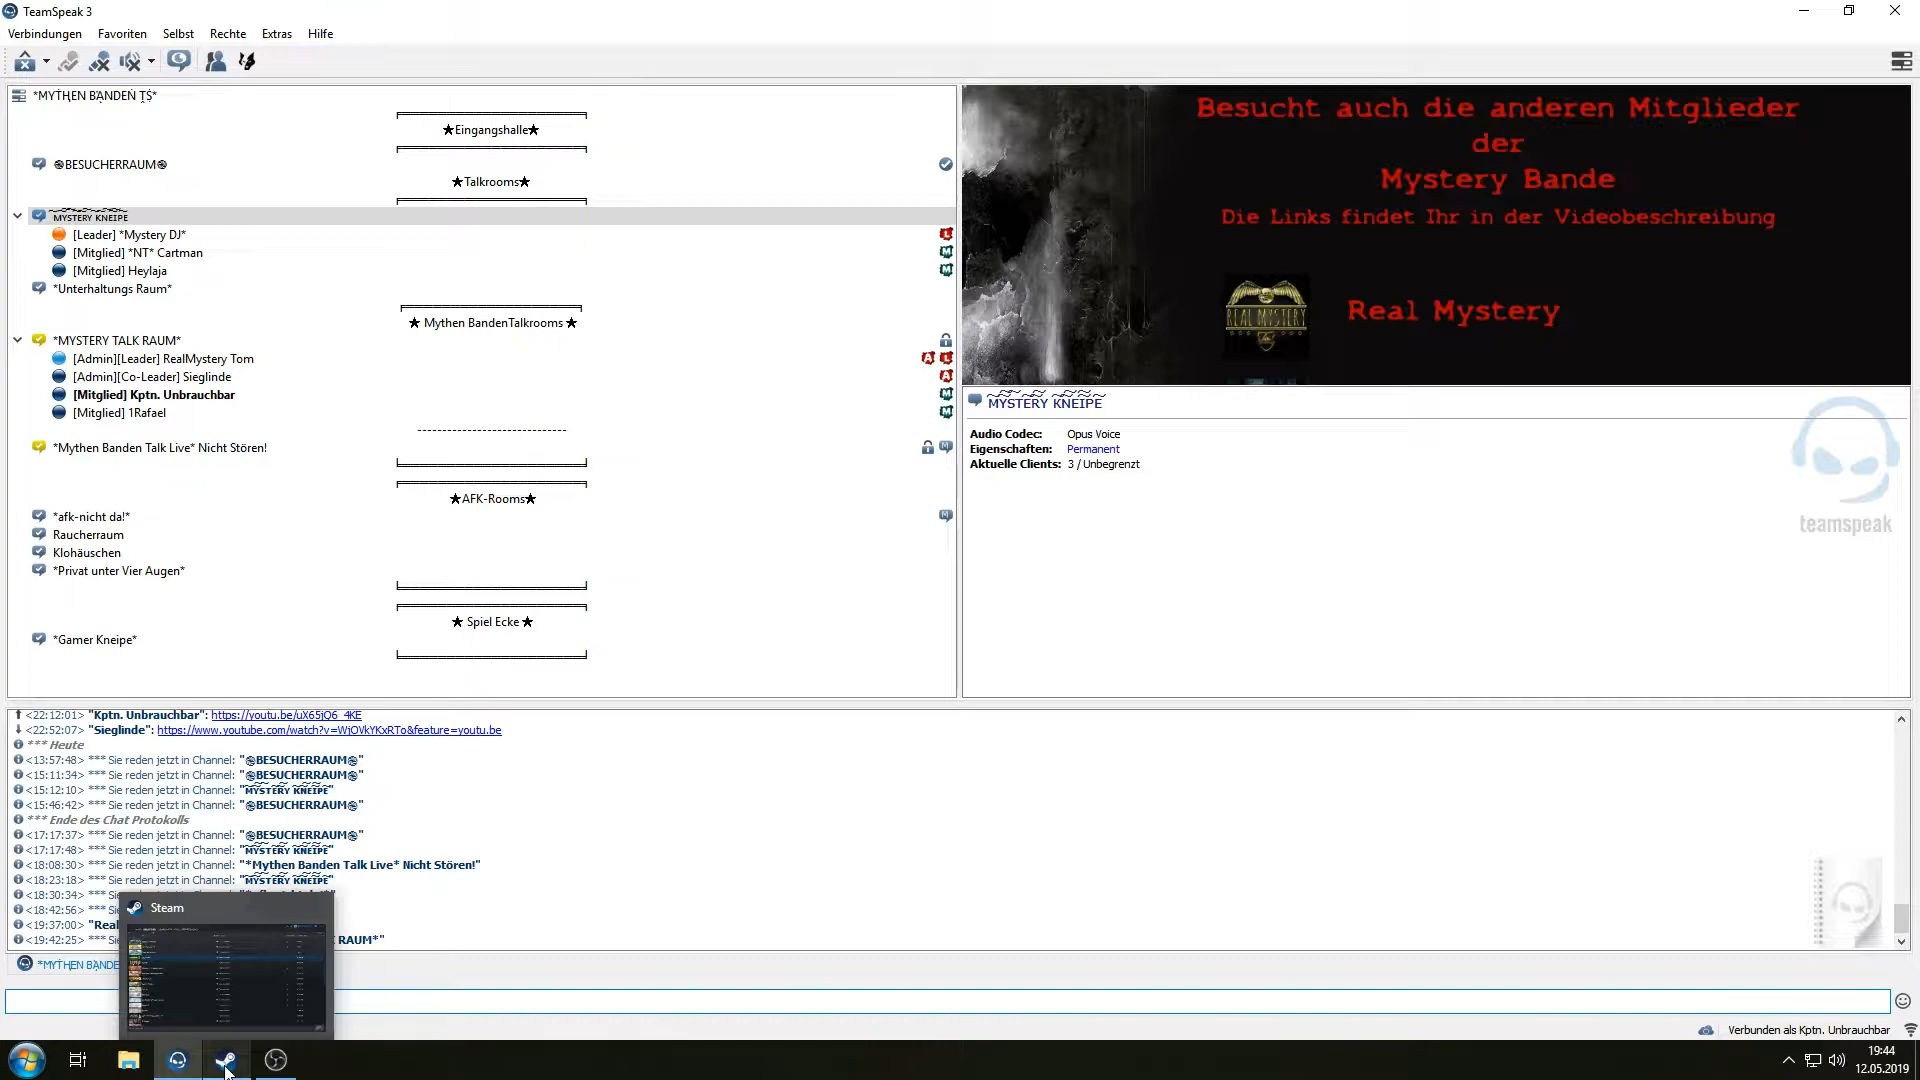 TeamSpeak 3
Verbindungen Favoriten Selbst Rechte Extras Hilfe
*MYTHEN BANDEN TS*
★Eingangshalle★
֎BESUCHERRAUM֎
★Talkrooms★
MYSTERY KNEIPE
[Leader] *Mystery DJ*
[Mitglied] *NT* Cartman
[Mitglied] Heylaja
*Unterhaltungs Raum*
★ Mythen BandenTalkrooms ★
*MYSTERY TALK RAUM*
[Admin][Leader] RealMystery Tom
[Admin][Co-Leader] Sieglinde
[Mitglied] Kptn. Unbrauchbar
[Mitglied] 1Rafael
-----------------------------
*Mythen Banden Talk Live* Nicht Stören!
★AFK-Rooms★
*afk-nicht da!*
Raucherraum
Klohäuschen
*Privat unter Vier Augen*
★ Spiel Ecke ★
*Gamer Kneipe*
Besucht auch die anderen Mitglieder
der
Mystery Bande
Die Links findet Ihr in der Videobeschreibung
REAL MYSTERY
Real Mystery
MYSTERY KNEIPE
Audio Codec: Opus Voice
Eigenschaften: Permanent
Aktuelle Clients: 3 / Unbegrenzt
teamspeak
<22:12:01> "Kptn. Unbrauchbar": https://youtu.be/uX65jQ6_4KE
<22:52:07> "Sieglinde": https://www.youtube.com/watch?v=WjOVkYKxRTo&feature=youtu.be
*** Heute
<13:57:48> *** Sie reden jetzt in Channel: "֎BESUCHERRAUM֎"
<15:11:34> *** Sie reden jetzt in Channel: "֎BESUCHERRAUM֎"
<15:12:10> *** Sie reden jetzt in Channel: "MYSTERY KNEIPE"
<15:46:42> *** Sie reden jetzt in Channel: "֎BESUCHERRAUM֎"
*** Ende des Chat Protokolls
<17:17:37> *** Sie reden jetzt in Channel: "֎BESUCHERRAUM֎"
<17:17:48> *** Sie reden jetzt in Channel: "MYSTERY KNEIPE"
<18:08:30> *** Sie reden jetzt in Channel: "*Mythen Banden Talk Live* Nicht Stören!"
<18:23:18> *** Sie reden jetzt in Channel: "MYSTERY KNEIPE"
<18:30:34>
<18:42:56> *** Sie
<19:37:00> "Real
<19:42:25> *** Sie RAUM*"
Steam
*MYTHEN BANDE
Verbunden als Kptn. Unbrauchbar
19:44
12.05.2019